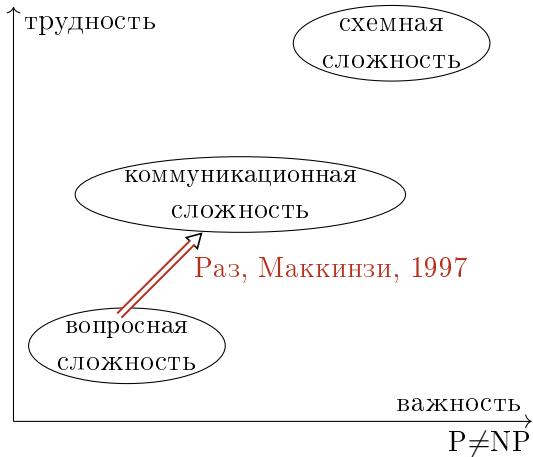 трудность
схемная
сложность
коммуникационная
сложность
Раз, Маккинзи, 1997
вопросная
сложность
важность
P≠NP